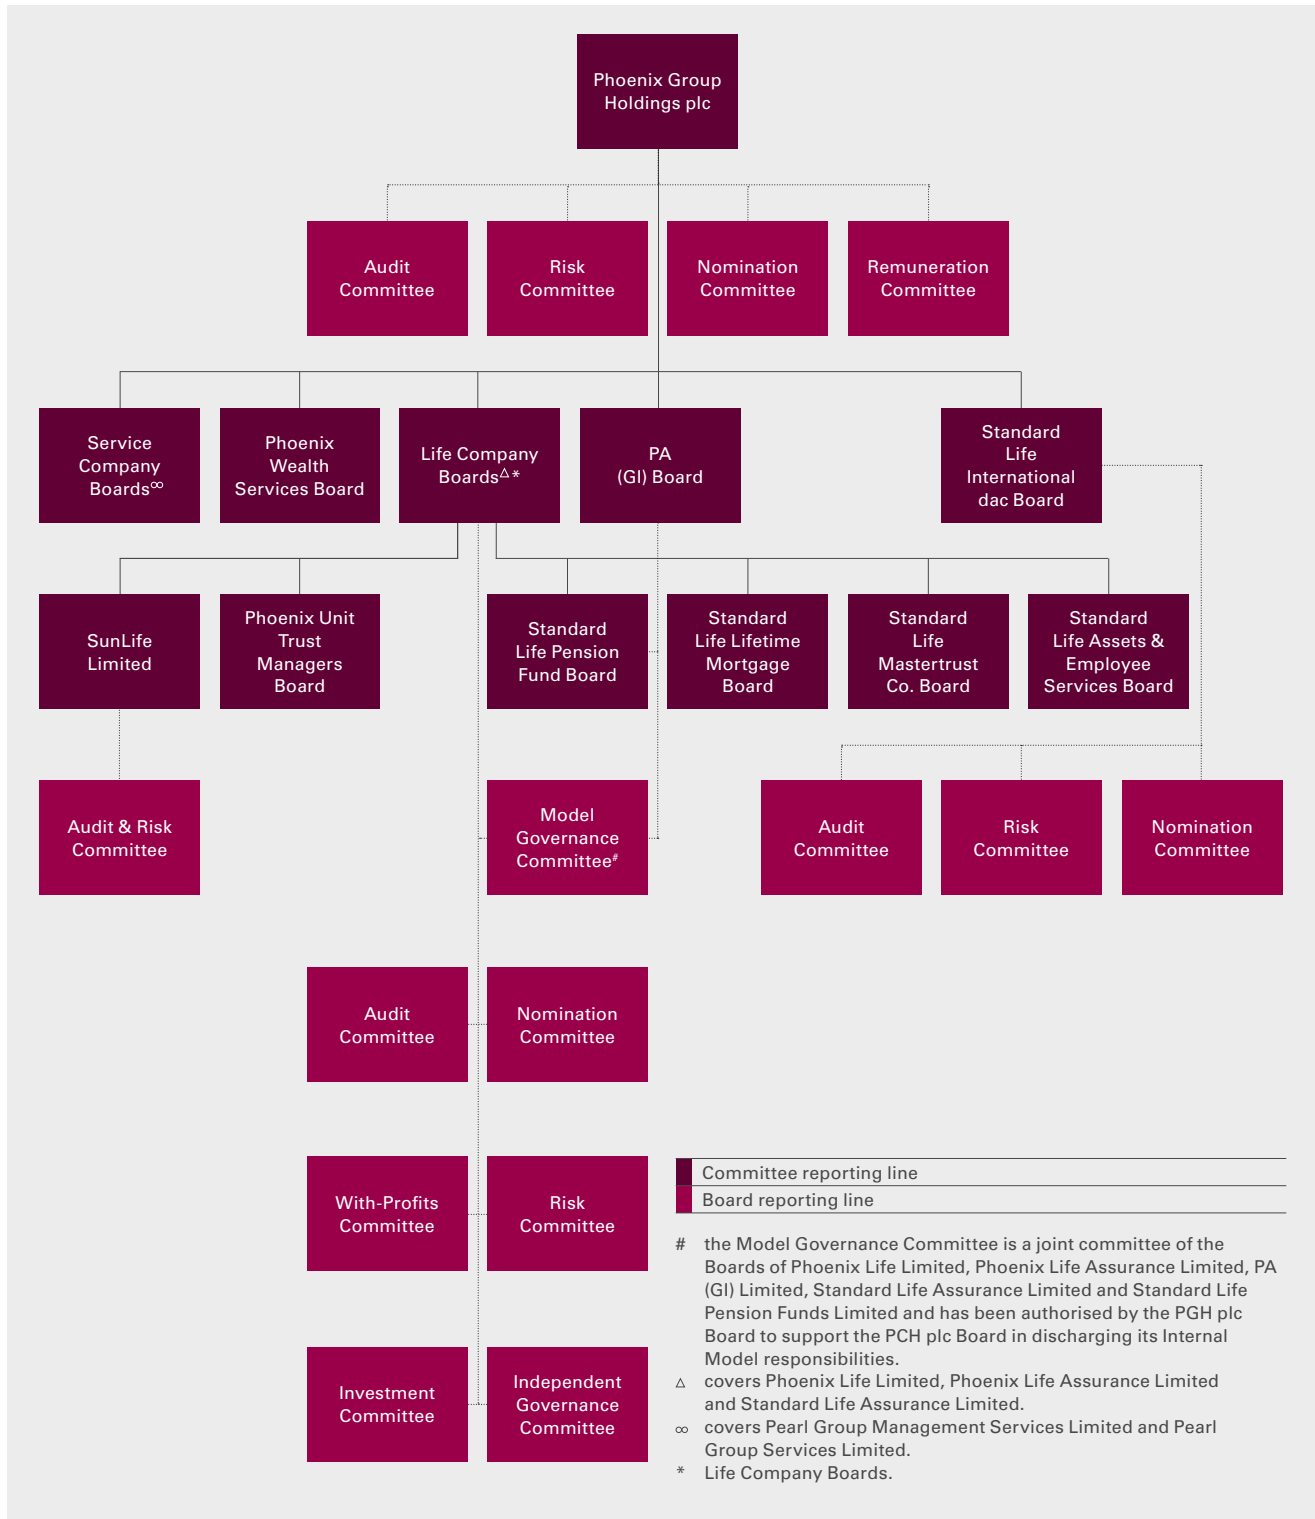 Phoenix Group
Holdings plc
Audit
Committee
Risk
Committee
Nomination
Committee
Remuneration
Committee
Service
Company
Boards∞
Phoenix
Wealth
Services Board
Life Company
Boards△ *
PA
(GI) Board
Standard
Life
International
dac Board
SunLife
Limited
Phoenix Unit
Trust
Managers
Board
Standard
Life Pension
Fund Board
Standard
Life Lifetime
Mortgage
Board
Standard
Life
Mastertrust
Co. Board
Standard
Life Assets &
Employee
Services Board
Audit & Risk
Committee
Model
Governance
Committee#
Audit
Committee
Risk
Committee
Nomination
Committee
Audit
Committee
Nomination
Committee
With-Profits
Committee
Risk
Committee
Investment
Committee
Independent
Governance
Committee
Committee reporting line
Board reporting line
# the Model Governance Committee is a joint committee of the
Boards of Phoenix Life Limited, Phoenix Life Assurance Limited, PA
(GI) Limited, Standard Life Assurance Limited and Standard Life
Pension Funds Limited and has been authorised by the PGH plc
Board to support the PCH plc Board in discharging its Internal
Model responsibilities.
△ covers Phoenix Life Limited, Phoenix Life Assurance Limited
and Standard Life Assurance Limited.
∞ covers Pearl Group Management Services Limited and Pearl
Group Services Limited.
* Life Company Boards.